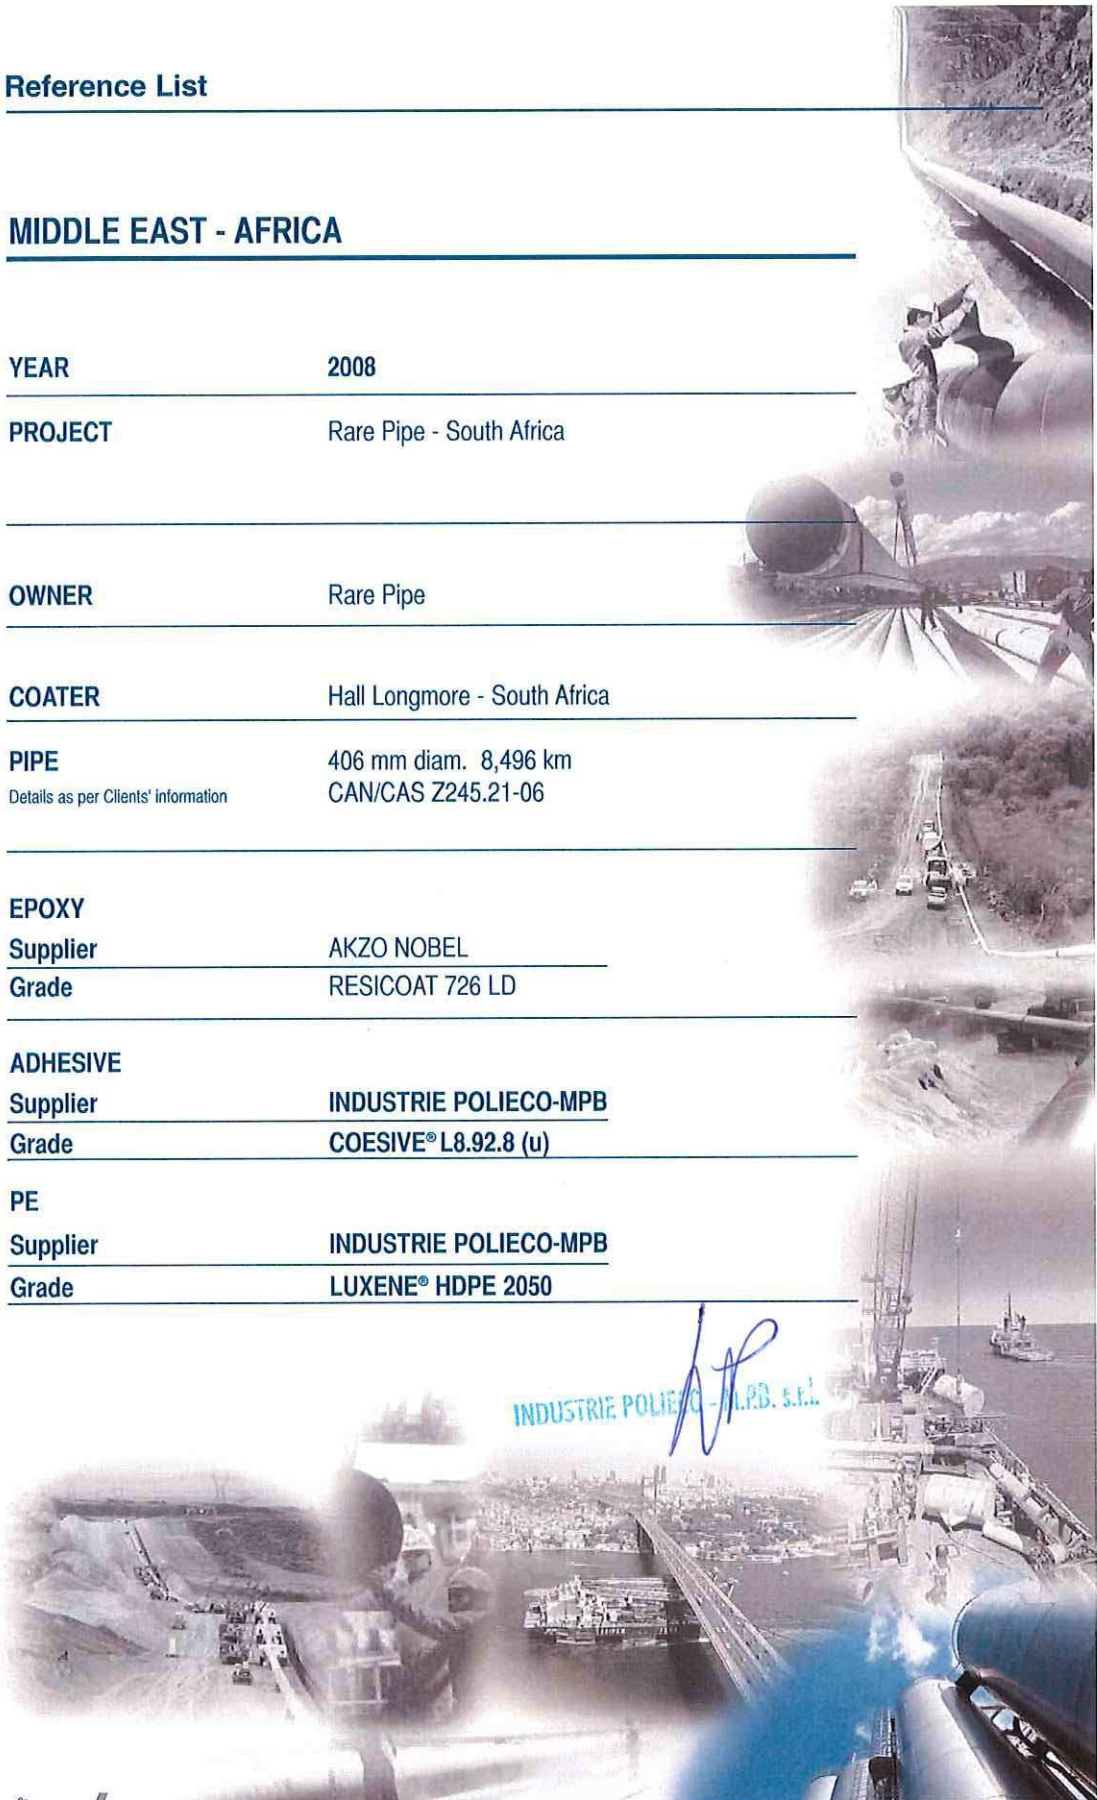 Reference List
MIDDLE EAST - AFRICA
YEAR 2008
PROJECT Rare Pipe - South Africa
OWNER Rare Pipe
COATER Hall Longmore - South Africa
PIPE 406 mm diam. 8,496 km
Details as per Clients' information CAN/CAS Z245.21-06
EPOXY
Supplier AKZO NOBEL
Grade RESICOAT 726 LD
ADHESIVE
Supplier INDUSTRIE POLIECO-MPB
Grade COESIVE® L8.92.8 (u)
PE
Supplier INDUSTRIE POLIECO-MPB
Grade LUXENE® HDPE 2050
INDUSTRIE POLIECO - M.P.B. s.r.l.